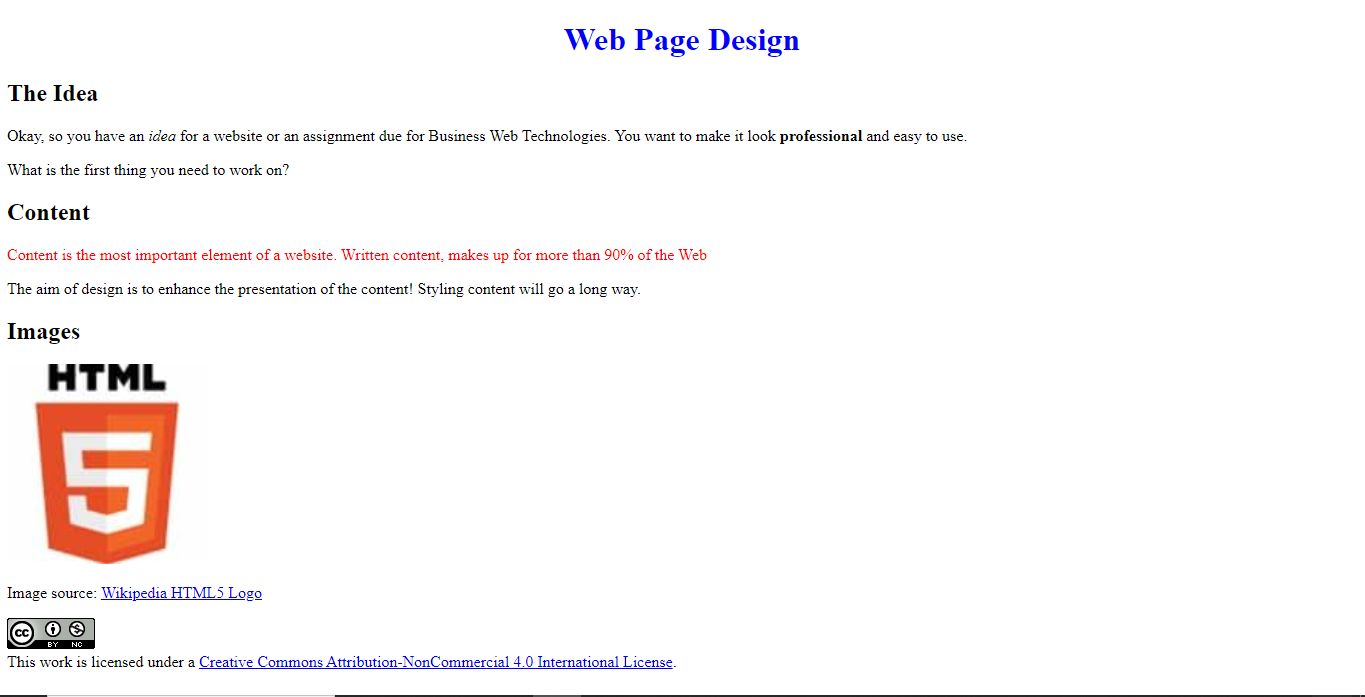 Web Page Design
The Idea
Okay, so you have an idea for a website or an assignment due for Business Web Technologies. You want to make it look professional and easy to use.
What is the first thing you need to work on?
Content
Content is the most important element of a website. Written content, makes up for more than 90% of the Web
The aim of design is to enhance the presentation of the content! Styling content will go a long way.
Images
HTML
5
Image source: Wikipedia HTML5 Logo
cc
BY NC
This work is licensed under a Creative Commons Attribution-NonCommercial 4.0 International License.